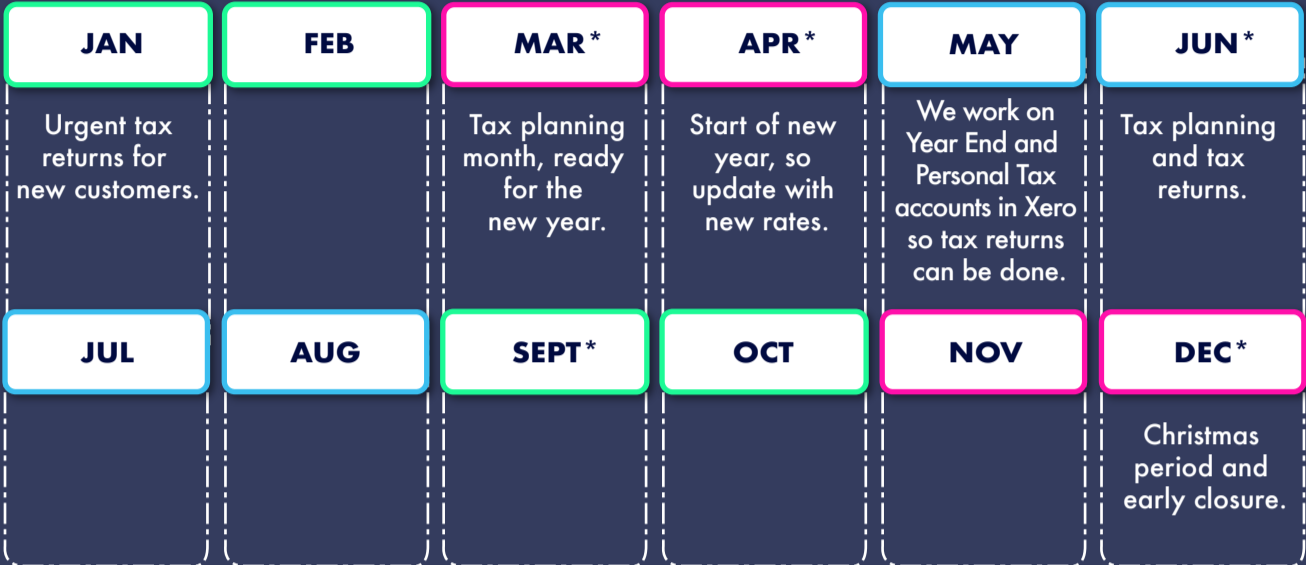 JAN
FEB
MAR*
APR*
MAY
JUN*
Urgent tax
returns for
new customers.
Tax planning
month, ready
for the
new year.
Start of new
year, so
update with
new rates.
We work on
Year End and
Personal Tax
accounts in Xero
so tax returns
can be done.
Tax planning
and tax
returns.
JUL
AUG
SEPT*
OCT
NOV
DEC*
Christmas
period and
early closure.